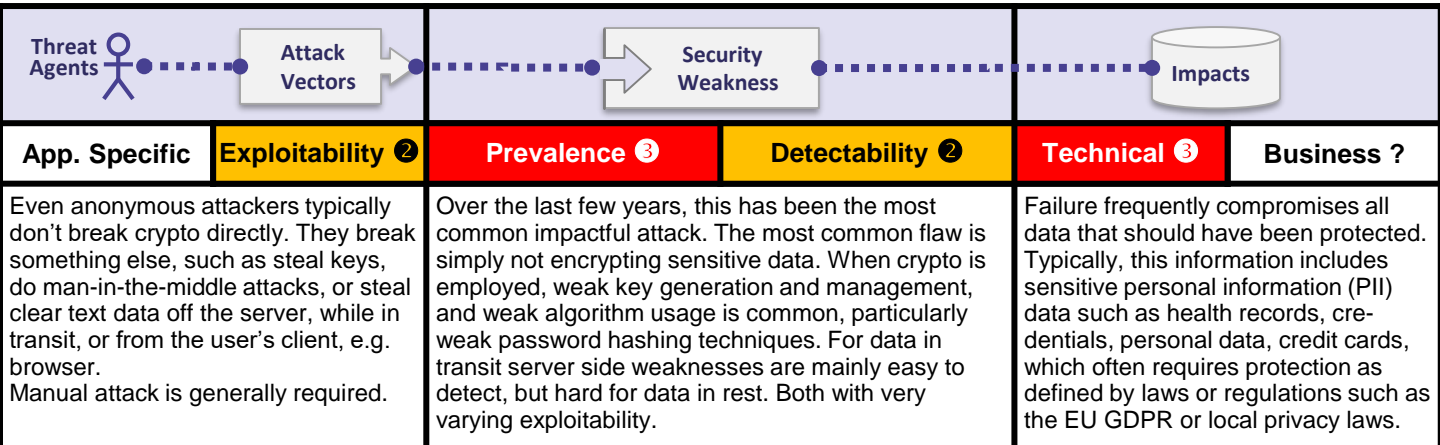 Threat
Agents
Attack
Vectors
Security
Weakness
Impacts
App. Specific
Exploitability ❷
Prevalence ❸
Detectability ❷
Technical ❸
Business ?
Even anonymous attackers typically
don’t break crypto directly. They break
something else, such as steal keys,
do man-in-the-middle attacks, or steal
clear text data off the server, while in
transit, or from the user’s client, e.g.
browser.
Manual attack is generally required.
Over the last few years, this has been the most
common impactful attack. The most common flaw is
simply not encrypting sensitive data. When crypto is
employed, weak key generation and management,
and weak algorithm usage is common, particularly
weak password hashing techniques. For data in
transit server side weaknesses are mainly easy to
detect, but hard for data in rest. Both with very
varying exploitability.
Failure frequently compromises all
data that should have been protected.
Typically, this information includes
sensitive personal information (PII)
data such as health records, cre-
dentials, personal data, credit cards,
which often requires protection as
defined by laws or regulations such as
the EU GDPR or local privacy laws.